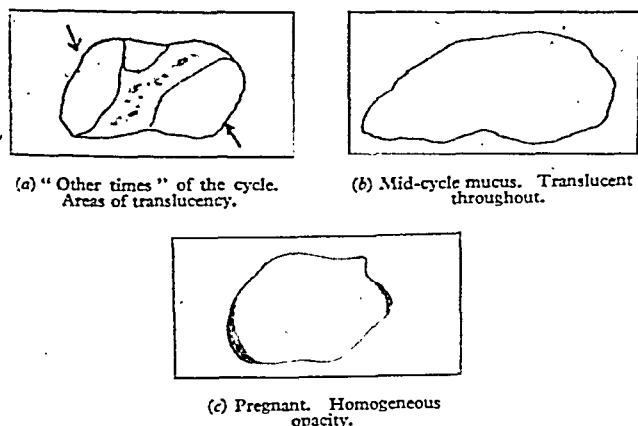 (a) “ Other times ” of the cycle.
Areas of translucency.
(b) Mid-cycle mucus. Translucent
throughout.
(c) Pregnant. Homogeneous
opacity.